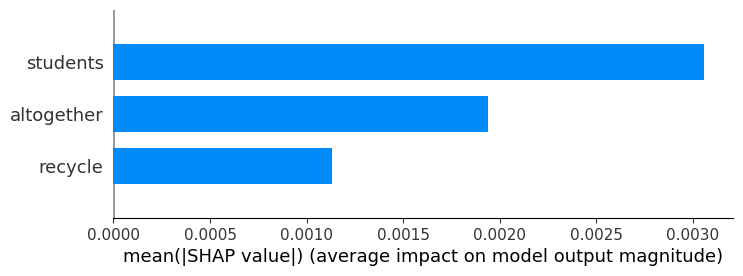 students
altogether
recycle
0.0000 0.0005 0.0010 0.0015 0.0020 0.0025 0.0030
mean(|SHAP value|) (average impact on model output magnitude)